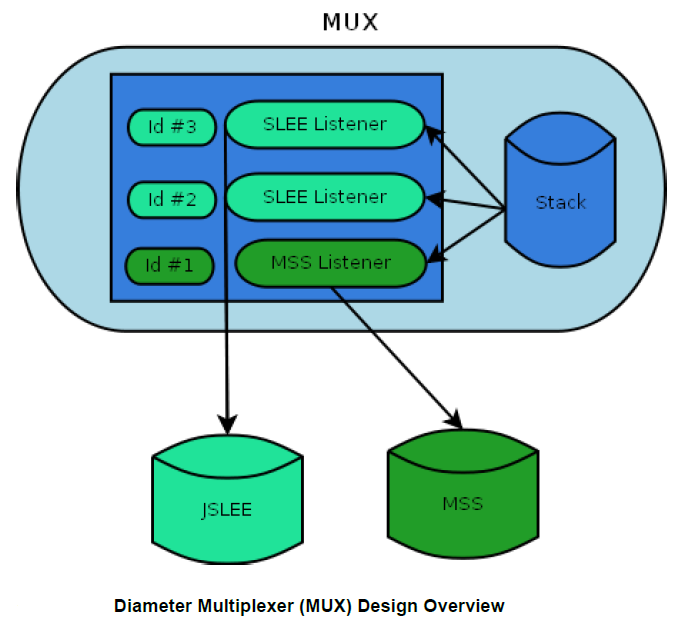 MUX
Id #3
SLEE Listener
Id #2
SLEE Listener
Stack
Id #1
MSS Listener
JSLEE
MSS
Diameter Multiplexer (MUX) Design Overview